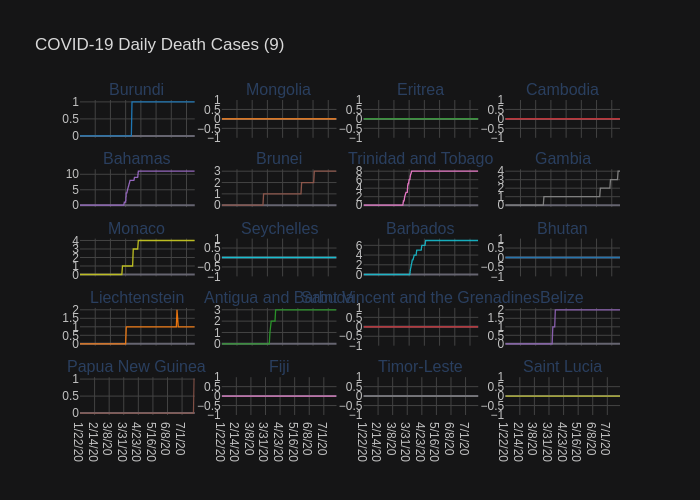 COVID-19 Daily Death Cases (9)
Burundi Mongolia Eritrea Cambodia
1 0.5 0
1 0.5 0 −0.5 −1
1 0.5 0 −0.5 −1
1 0.5 0 −0.5 −1
Bahamas Brunei Trinidad and Tobago Gambia
10 5 0
3 2 1 0
8 6 4 2 0
4 3 2 1 0
Monaco Seychelles Barbados Bhutan
4 3 2 1 0
1 0.5 0 −0.5 −1
6 4 2 0
1 0.5 0 −0.5 −1
Liechtenstein Antigua and Barbuda Saint Vincent and the Grenadines Belize
2 1.5 1 0.5 0
3 2 1 0
1 0.5 0 −0.5 −1
2 1.5 1 0.5 0
Papua New Guinea Fiji Timor-Leste Saint Lucia
1 0.5 0
1 0.5 0 −0.5 −1
1 0.5 0 −0.5 −1
1 0.5 0 −0.5 −1
1/22/20 2/14/20 3/8/20 3/31/20 4/23/20 5/16/20 6/8/20 7/1/20
1/22/20 2/14/20 3/8/20 3/31/20 4/23/20 5/16/20 6/8/20 7/1/20
1/22/20 2/14/20 3/8/20 3/31/20 4/23/20 5/16/20 6/8/20 7/1/20
1/22/20 2/14/20 3/8/20 3/31/20 4/23/20 5/16/20 6/8/20 7/1/20